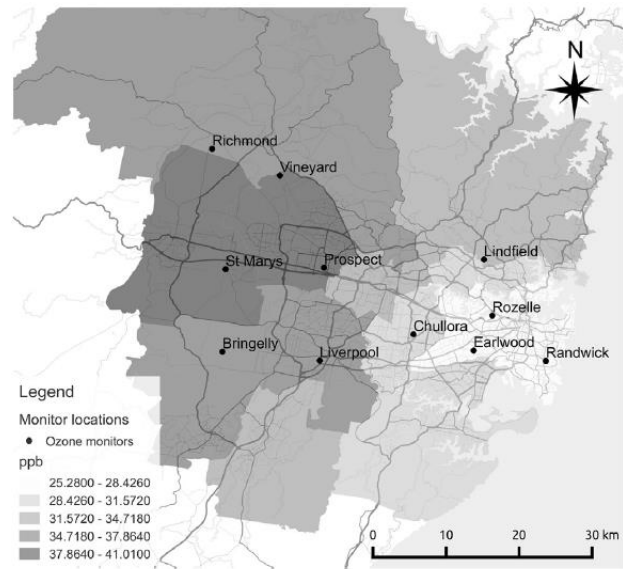 N
Richmond
Vineyard
St Marys
Prospect
Lindfield
Rozelle
Chullora
Earlwood
Randwick
Bringelly
Liverpool
Legend
Monitor locations
Ozone monitors
ppb
25.2800 - 28.4260
28.4260 - 31.5720
31.5720 - 34.7180
34.7180 - 37.8640
37.8640 - 41.0100
0 10 20 30 km